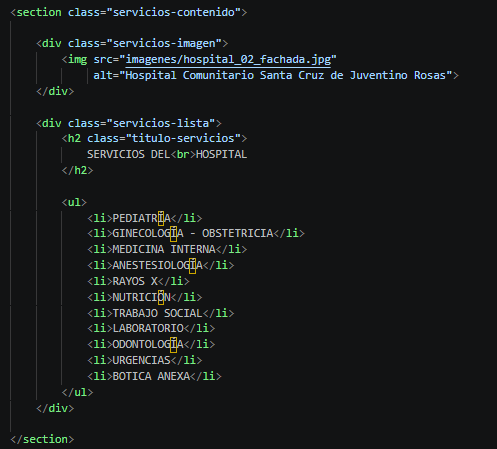 <section class="servicios-contenido">
<div class="servicios-imagen">
<img src="imagenes/hospital_02_fachada.jpg"
alt="Hospital Comunitario Santa Cruz de Juventino Rosas">
</div>
<div class="servicios-lista">
<h2 class="titulo-servicios">
SERVICIOS DEL<br>HOSPITAL
</h2>
<ul>
<li>PEDIATRÍA</li>
<li>GINECOLOGÍA - OBSTETRICIA</li>
<li>MEDICINA INTERNA</li>
<li>ANESTESIOLOGÍA</li>
<li>RAYOS X</li>
<li>NUTRICIÓN</li>
<li>TRABAJO SOCIAL</li>
<li>LABORATORIO</li>
<li>ODONTOLOGÍA</li>
<li>URGENCIAS</li>
<li>BOTICA ANEXA</li>
</ul>
</div>
</section>